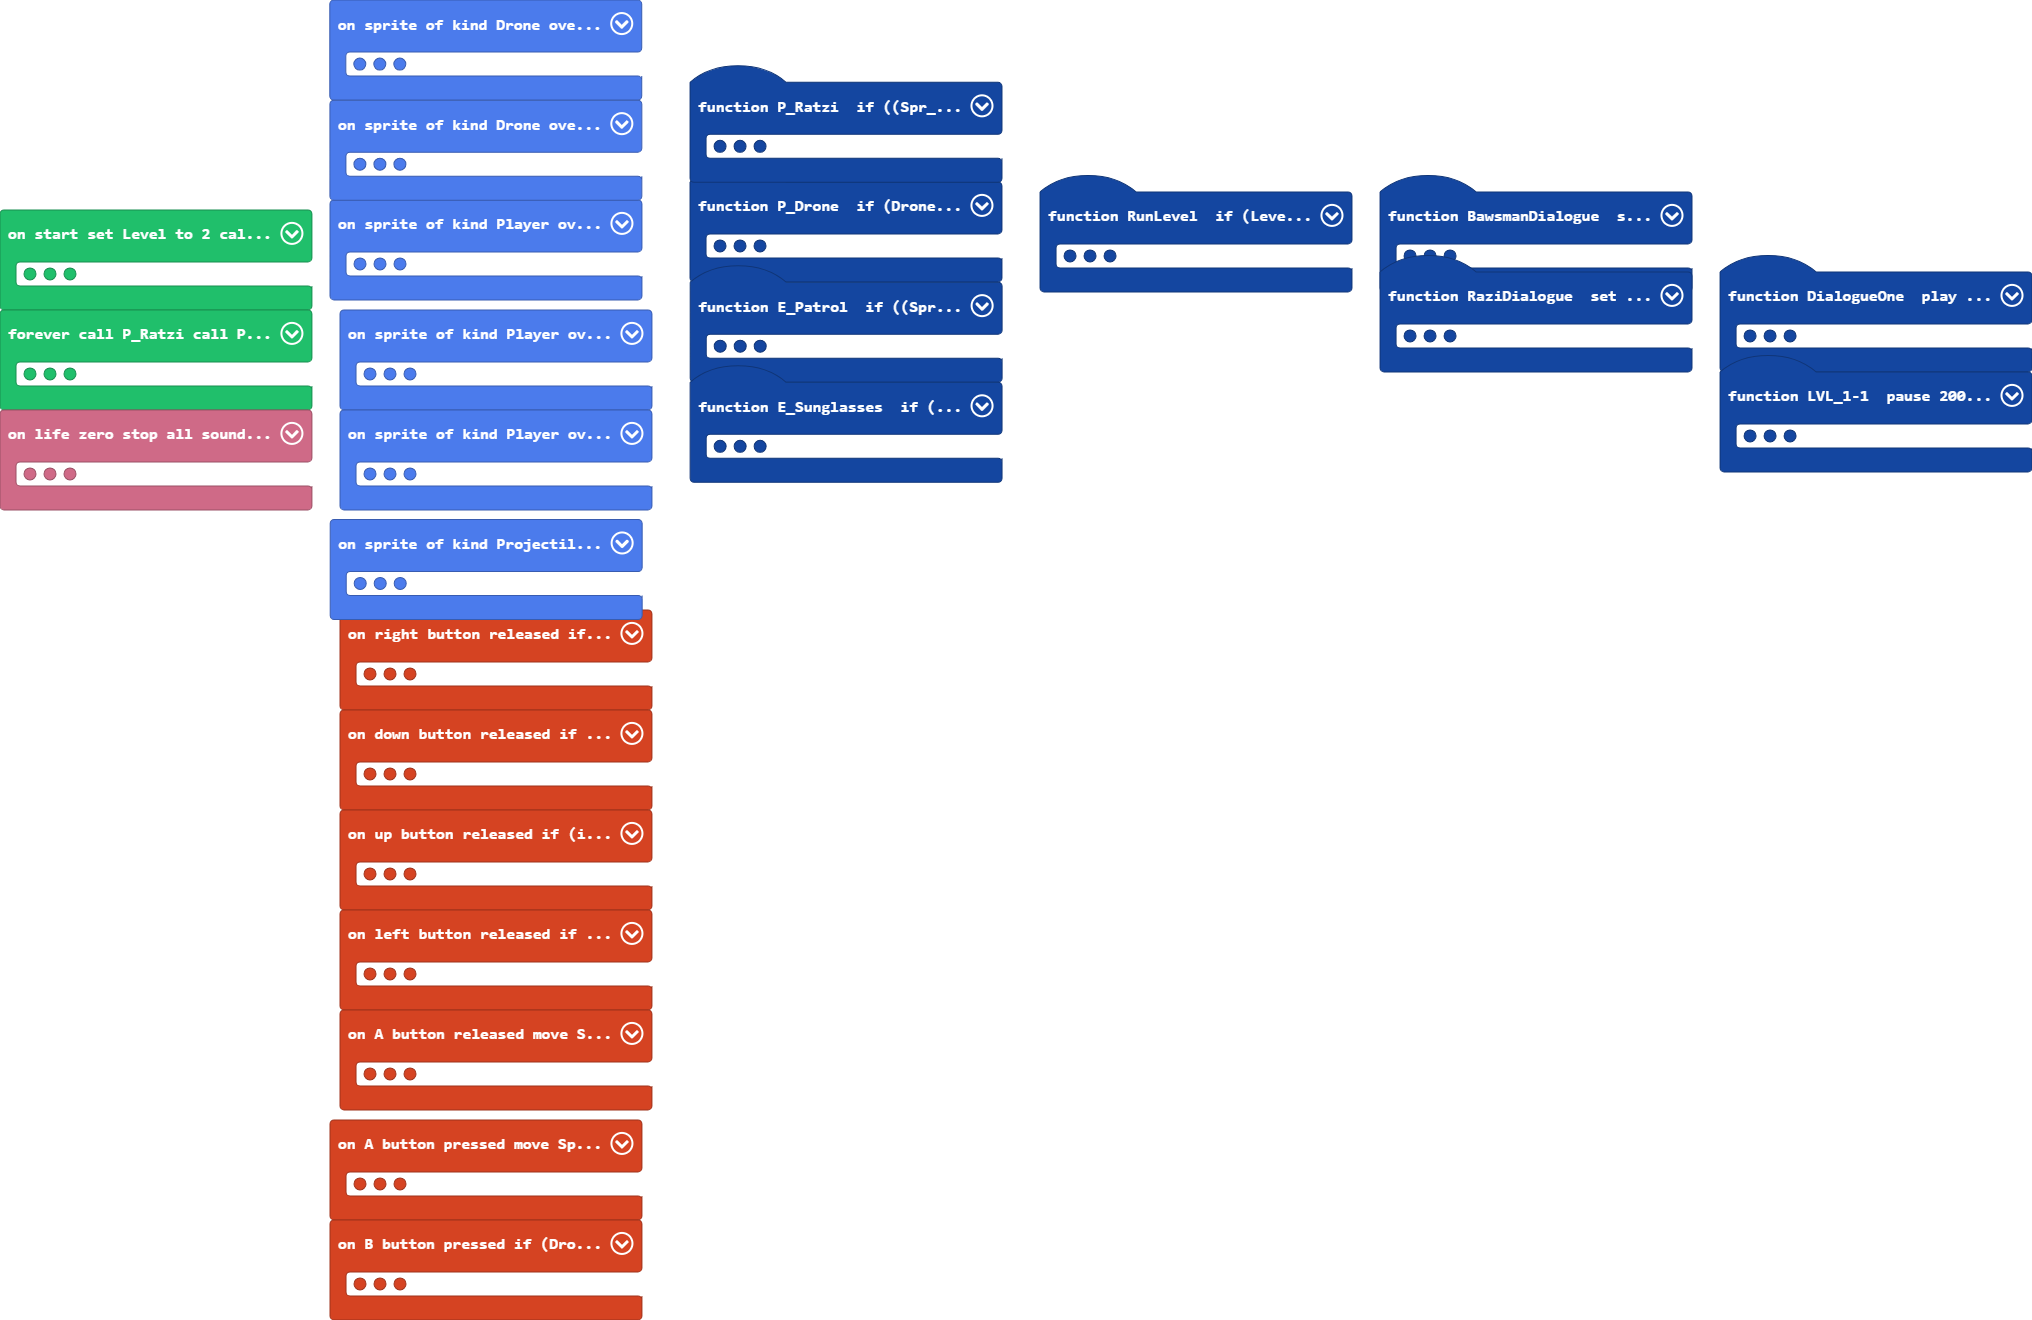 on start set Level to 2 cal...
forever call P_Ratzi call P...
on life zero stop all sound...
on sprite of kind Drone ove...
on sprite of kind Drone ove...
on sprite of kind Player ov...
on sprite of kind Player ov...
on sprite of kind Player ov...
on sprite of kind Projectil...
on right button released if...
on down button released if ...
on up button released if (i...
on left button released if ...
on A button released move S...
on A button pressed move Sp...
on B button pressed if (Dro...
function P_Ratzi  if ((Spr_...
function P_Drone  if (Drone...
function E_Patrol  if ((Spr...
function E_Sunglasses  if (...
function RunLevel  if (Leve...
function BawsmanDialogue  s...
function RaziDialogue  set ...
function DialogueOne  play ...
function LVL_1-1  pause 200...